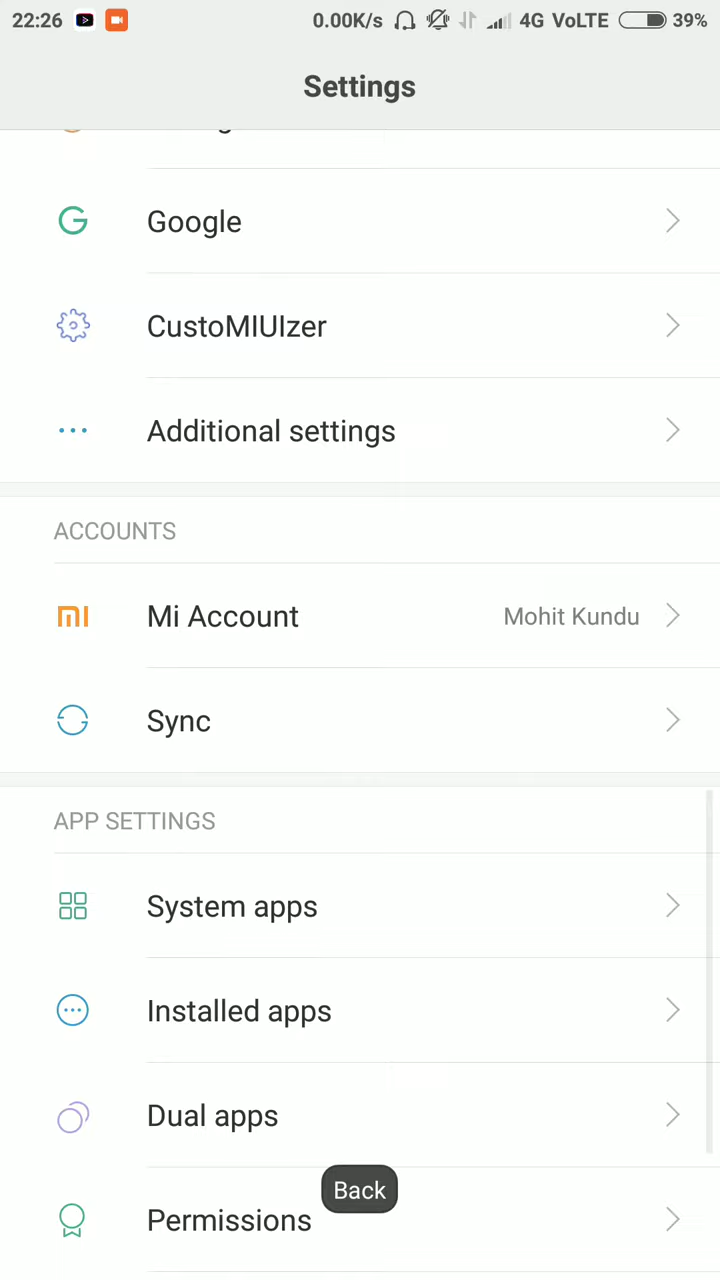 22:26 0.00K/s 4G VoLTE 39%
Settings
Google
CustoMIUIzer
Additional settings
ACCOUNTS
Mi Account Mohit Kundu
Sync
APP SETTINGS
System apps
Installed apps
Dual apps
Back
Permissions